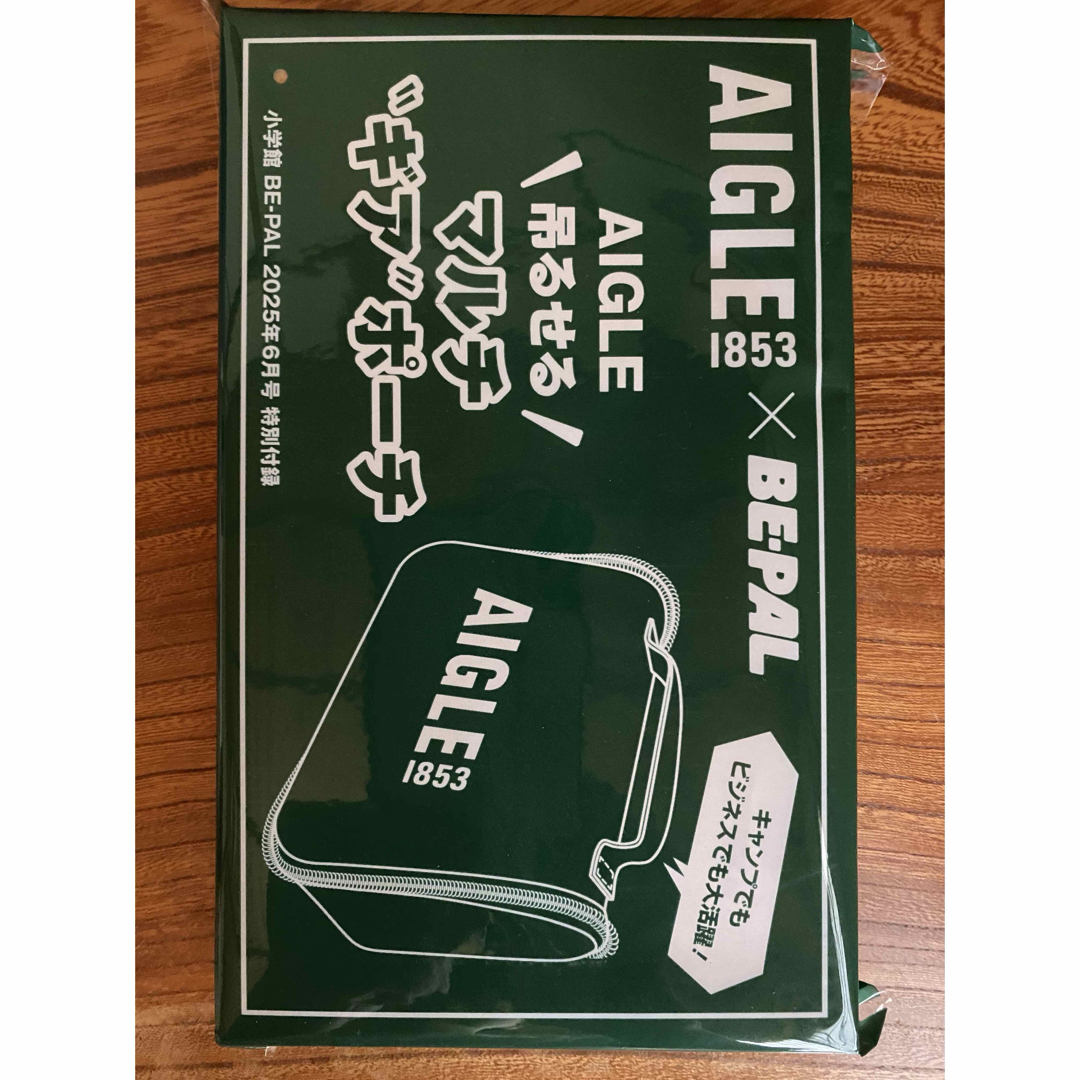 AIGLE 1853 × BE-PAL
AIGLE
吊るせる
マルチ
“ギア”ポーチ
小学館 BE-PAL 2025年6月号 特別付録
キャンプでも
ビジネスでも大活躍！
AIGLE
1853